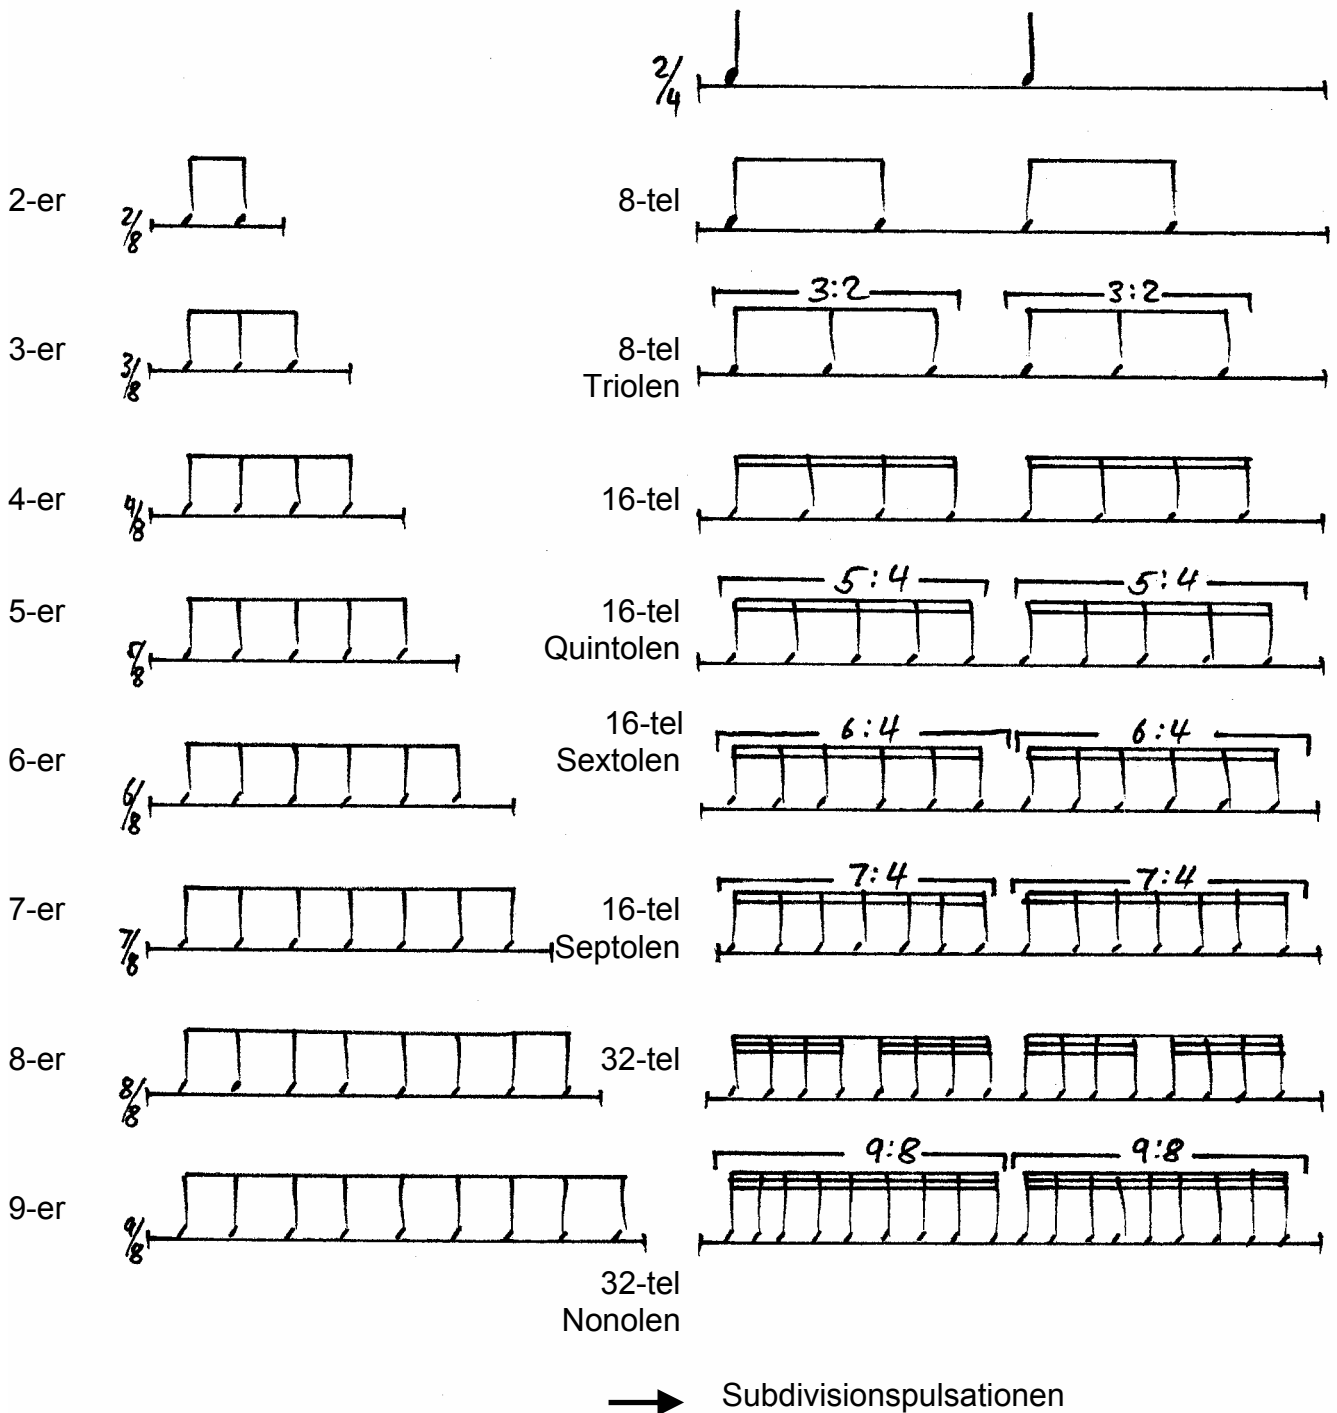 2/4
2-er 2/8 8-tel
3:2 3:2
3-er 3/8 8-tel
Triolen
4-er 4/8 16-tel
5:4 5:4
5-er 5/8 16-tel
Quintolen
16-tel 6:4 6:4
6-er 6/8 Sextolen
7:4 7:4
7-er 7/8 16-tel
Septolen
8-er 8/8 32-tel
9:8 9:8
9-er 9/8
32-tel
Nonolen
Subdivisionspulsationen